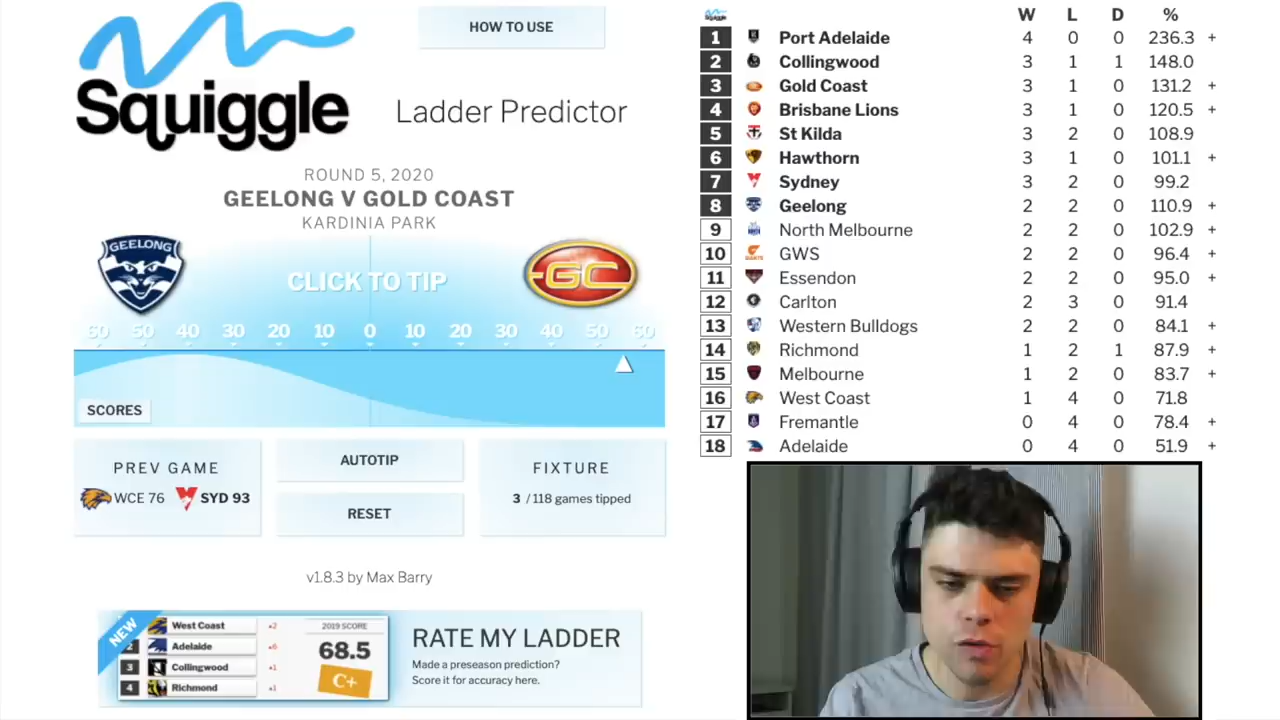 HOW TO USE
Squiggle
Ladder Predictor
ROUND 5, 2020
GEELONG V GOLD COAST
KARDINIA PARK
GEELONG
CLICK TO TIP
GC
60 50 40 30 20 10 0 10 20 30 40 50 60
SCORES
PREV GAME
WCE 76 SYD 93
AUTOTIP
RESET
FIXTURE
3 / 118 games tipped
v1.8.3 by Max Barry
NEW
West Coast 2
2 Adelaide 6
3 Collingwood 1
4 Richmond 1
2019 SCORE
68.5
C+
RATE MY LADDER
Made a preseason prediction?
Score it for accuracy here.
Squiggle W L D %
1 Port Adelaide 4 0 0 236.3 +
2 Collingwood 3 1 1 148.0
3 Gold Coast 3 1 0 131.2 +
4 Brisbane Lions 3 1 0 120.5 +
5 St Kilda 3 2 0 108.9
6 Hawthorn 3 1 0 101.1 +
7 Sydney 3 2 0 99.2
8 Geelong 2 2 0 110.9 +
9 North Melbourne 2 2 0 102.9 +
10 GWS 2 2 0 96.4 +
11 Essendon 2 2 0 95.0 +
12 Carlton 2 3 0 91.4
13 Western Bulldogs 2 2 0 84.1 +
14 Richmond 1 2 1 87.9 +
15 Melbourne 1 2 0 83.7 +
16 West Coast 1 4 0 71.8
17 Fremantle 0 4 0 78.4 +
18 Adelaide 0 4 0 51.9 +